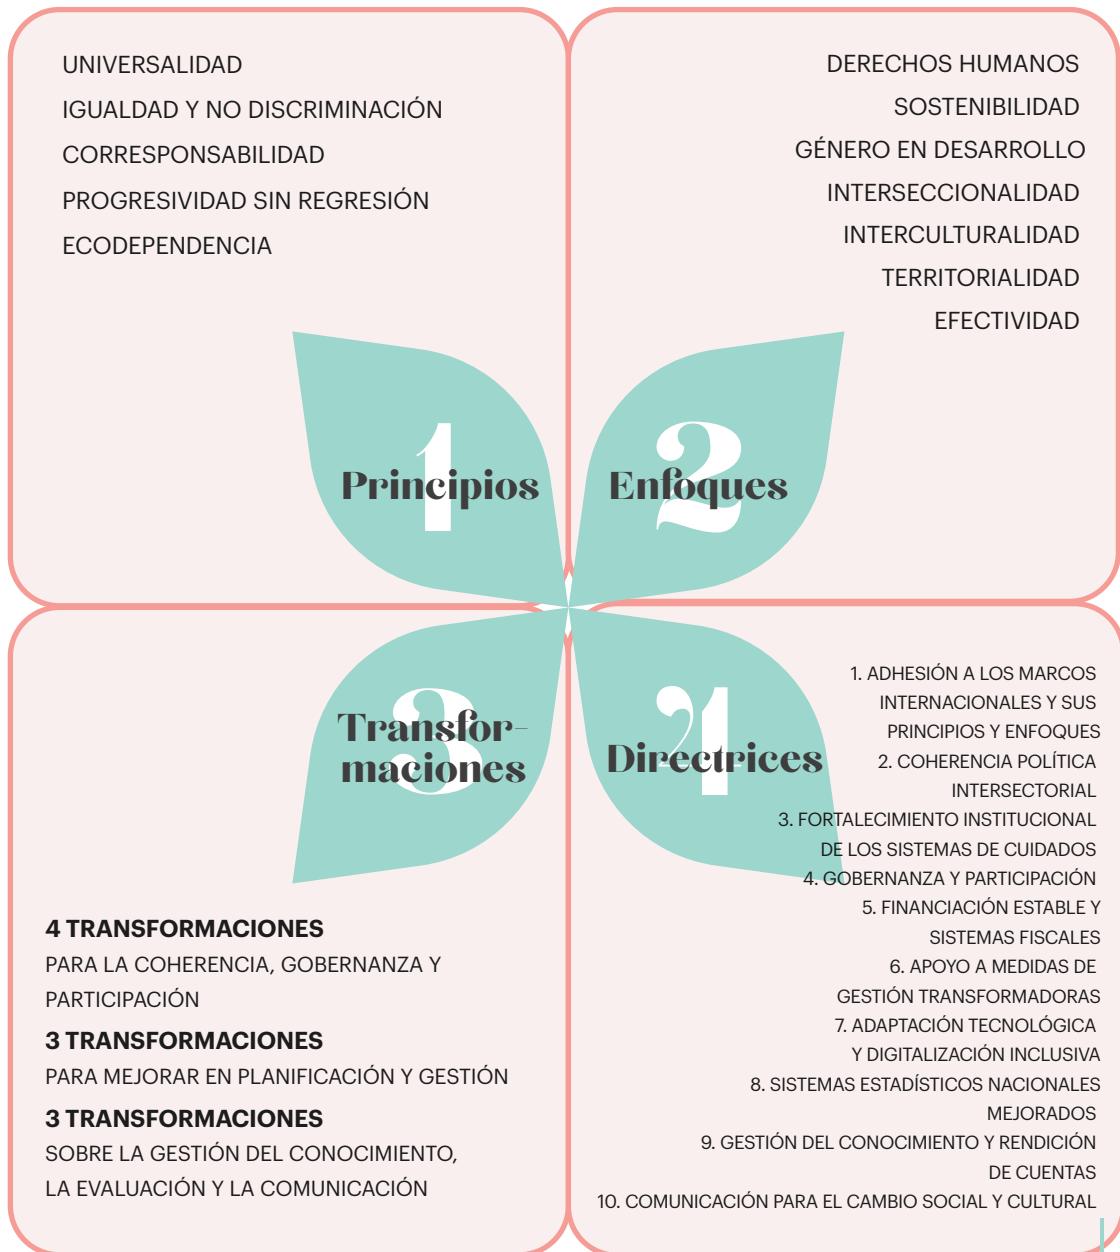 UNIVERSALIDAD
IGUALDAD Y NO DISCRIMINACIÓN
CORRESPONSABILIDAD
PROGRESIVIDAD SIN REGRESIÓN
ECODEPENDENCIA
1
Principios
DERECHOS HUMANOS
SOSTENIBILIDAD
GÉNERO EN DESARROLLO
INTERSECCIONALIDAD
INTERCULTURALIDAD
TERRITORIALIDAD
EFECTIVIDAD
2
Enfoques
3
Transfor-
maciones
4 TRANSFORMACIONES
PARA LA COHERENCIA, GOBERNANZA Y
PARTICIPACIÓN
3 TRANSFORMACIONES
PARA MEJORAR EN PLANIFICACIÓN Y GESTIÓN
3 TRANSFORMACIONES
SOBRE LA GESTIÓN DEL CONOCIMIENTO,
LA EVALUACIÓN Y LA COMUNICACIÓN
4
Directrices
1. ADHESIÓN A LOS MARCOS
INTERNACIONALES Y SUS
PRINCIPIOS Y ENFOQUES
2. COHERENCIA POLÍTICA
INTERSECTORIAL
3. FORTALECIMIENTO INSTITUCIONAL
DE LOS SISTEMAS DE CUIDADOS
4. GOBERNANZA Y PARTICIPACIÓN
5. FINANCIACIÓN ESTABLE Y
SISTEMAS FISCALES
6. APOYO A MEDIDAS DE
GESTIÓN TRANSFORMADORAS
7. ADAPTACIÓN TECNOLÓGICA
Y DIGITALIZACIÓN INCLUSIVA
8. SISTEMAS ESTADÍSTICOS NACIONALES
MEJORADOS
9. GESTIÓN DEL CONOCIMIENTO Y RENDICIÓN
DE CUENTAS
10. COMUNICACIÓN PARA EL CAMBIO SOCIAL Y CULTURAL